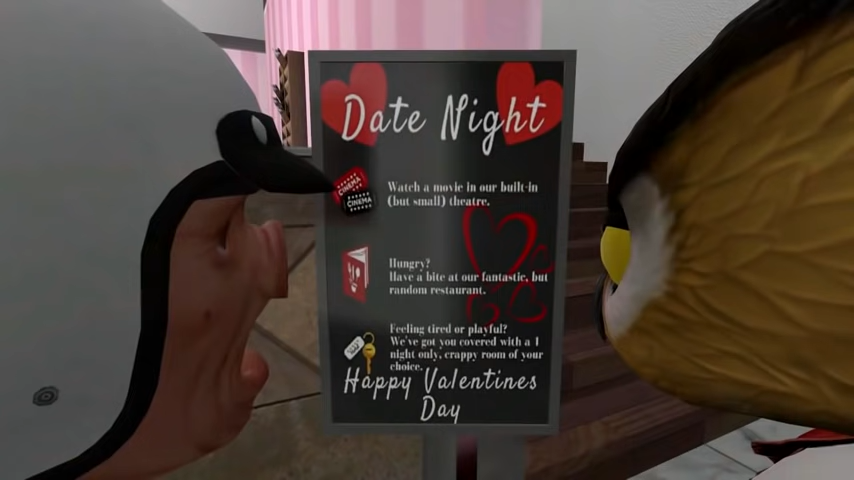 Date Night
CINEMA
CINEMA
Watch a movie in our built-in
(but small) theatre.
Hungry?
Have a bite at our fantastic, but
random restaurant.
Feeling tired or playful?
We've got you covered with a 1
night only, crappy room of your
choice.
Happy Valentines
Day